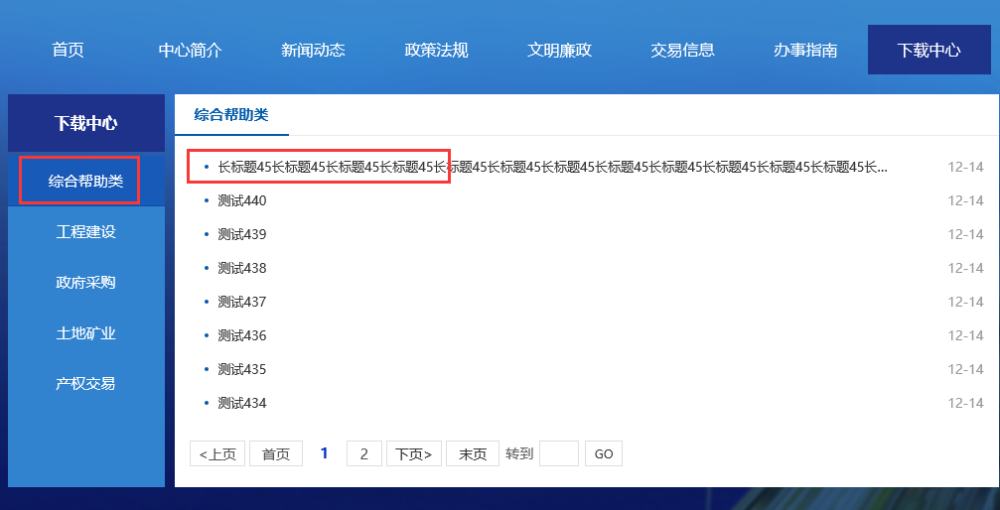 首页 中心简介 新闻动态 政策法规 文明廉政 交易信息 办事指南 下载中心
下载中心
综合帮助类
工程建设
政府采购
土地矿业
产权交易
综合帮助类
长标题45长标题45长标题45长标题45长标题45长标题45长标题45长标题45长标题45长标题45长标题45长标题45长... 12-14
测试440 12-14
测试439 12-14
测试438 12-14
测试437 12-14
测试436 12-14
测试435 12-14
测试434 12-14
<上页 首页 1 2 下页> 末页 转到 GO